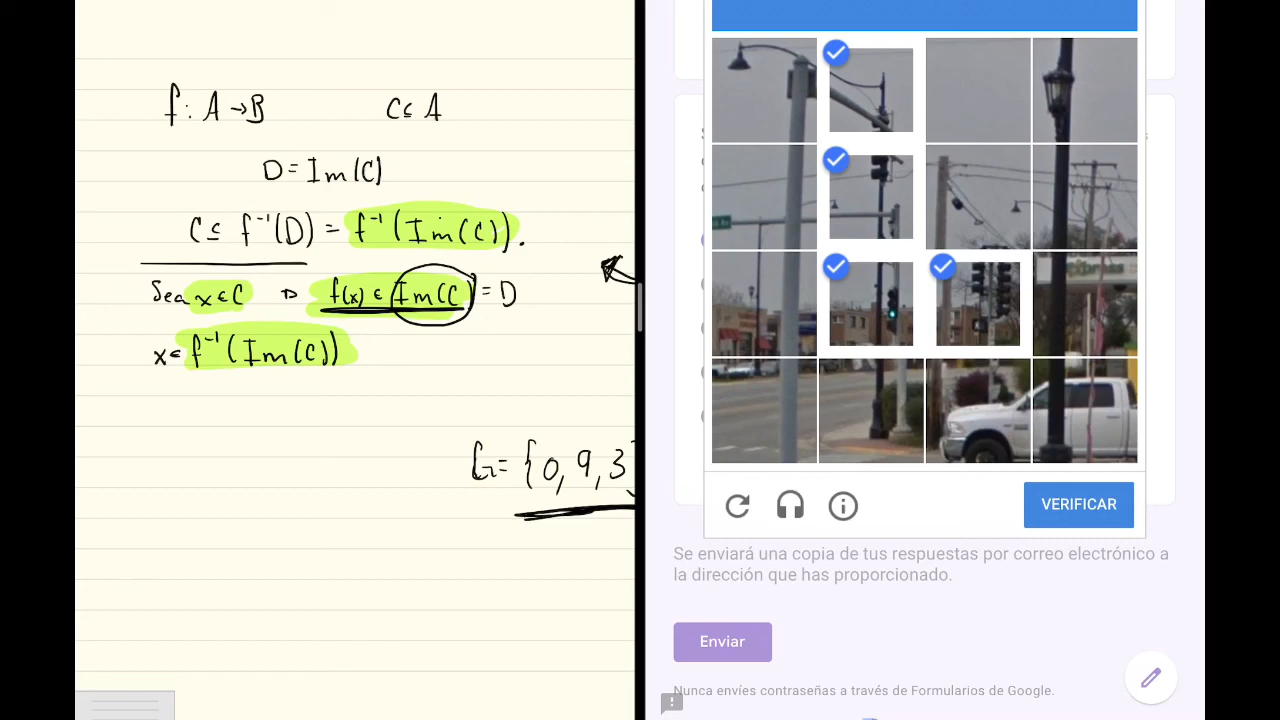 f: A → B   C ⊆ A
D = Im(C)
C ⊆ f⁻¹(D) = f⁻¹(Im(C)).
Sea x ∈ C → f(x) ∈ Im(C) = D
x ∈ f⁻¹(Im(C))
G = {0, 9, 3
VERIFICAR
Se enviará una copia de tus respuestas por correo electrónico a
la dirección que has proporcionado.
Enviar
Nunca envíes contraseñas a través de Formularios de Google.